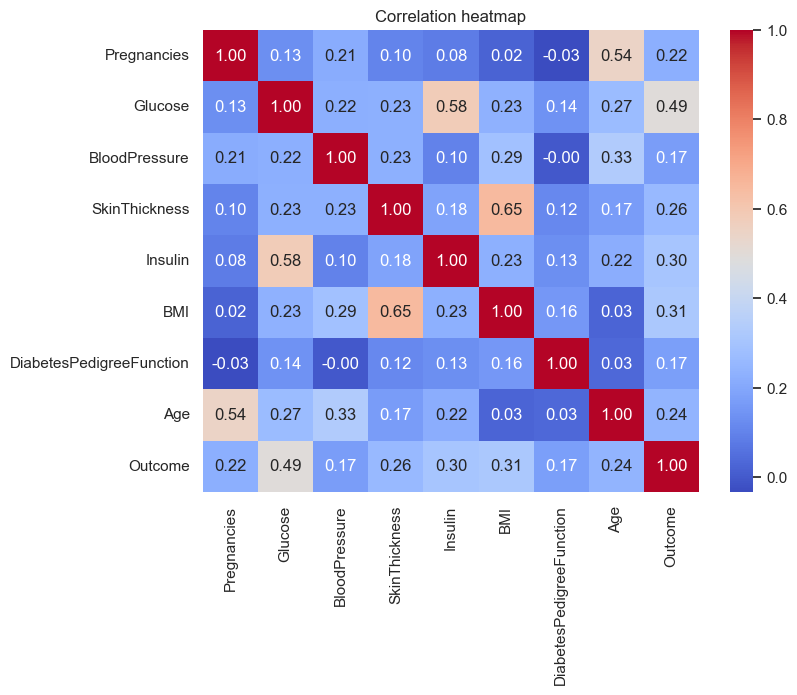 Correlation heatmap
Pregnancies 1.00 0.13 0.21 0.10 0.08 0.02 -0.03 0.54 0.22
Glucose 0.13 1.00 0.22 0.23 0.58 0.23 0.14 0.27 0.49
BloodPressure 0.21 0.22 1.00 0.23 0.10 0.29 -0.00 0.33 0.17
SkinThickness 0.10 0.23 0.23 1.00 0.18 0.65 0.12 0.17 0.26
Insulin 0.08 0.58 0.10 0.18 1.00 0.23 0.13 0.22 0.30
BMI 0.02 0.23 0.29 0.65 0.23 1.00 0.16 0.03 0.31
DiabetesPedigreeFunction -0.03 0.14 -0.00 0.12 0.13 0.16 1.00 0.03 0.17
Age 0.54 0.27 0.33 0.17 0.22 0.03 0.03 1.00 0.24
Outcome 0.22 0.49 0.17 0.26 0.30 0.31 0.17 0.24 1.00
Pregnancies
Glucose
BloodPressure
SkinThickness
Insulin
BMI
DiabetesPedigreeFunction
Age
Outcome
1.0
0.8
0.6
0.4
0.2
0.0